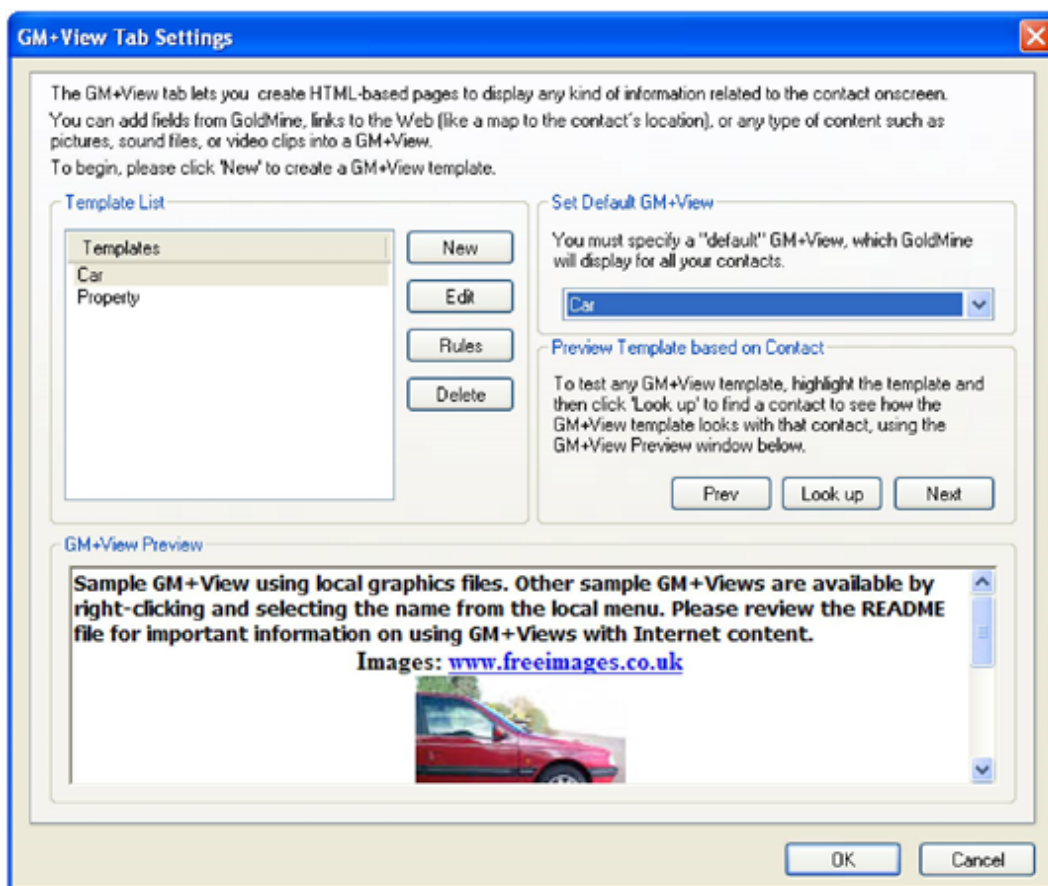 GM+View Tab Settings
The GM+View tab lets you create HTML-based pages to display any kind of information related to the contact onscreen.
You can add fields from GoldMine, links to the Web (like a map to the contact's location), or any type of content such as
pictures, sound files, or video clips into a GM+View.
To begin, please click 'New' to create a GM+View template.
Template List
Templates
Car
Property
New
Edit
Rules
Delete
Set Default GM+View
You must specify a "default" GM+View, which GoldMine
will display for all your contacts.
Car
Preview Template based on Contact
To test any GM+View template, highlight the template and
then click 'Look up' to find a contact to see how the
GM+View template looks with that contact, using the
GM+View Preview window below.
Prev
Look up
Next
GM+View Preview
Sample GM+View using local graphics files. Other sample GM+Views are available by
right-clicking and selecting the name from the local menu. Please review the README
file for important information on using GM+Views with Internet content.
Images: www.freeimages.co.uk
OK
Cancel